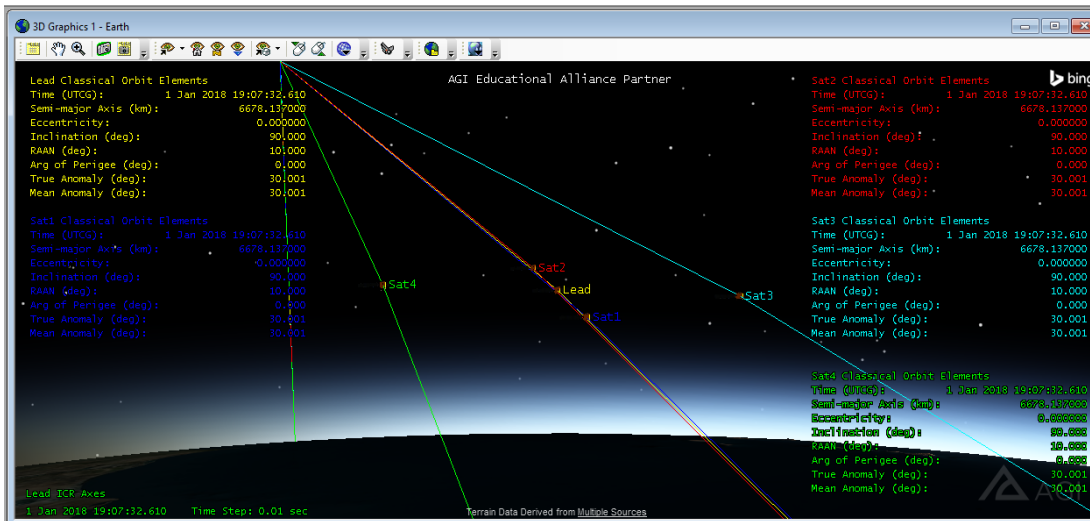 3D Graphics 1 - Earth
AGI Educational Alliance Partner
bing
Lead Classical Orbit Elements
Time (UTCG): 1 Jan 2018 19:07:32.610
Semi-major Axis (km): 6678.137000
Eccentricity: 0.000000
Inclination (deg): 90.000
RAAN (deg): 10.000
Arg of Perigee (deg): 0.000
True Anomaly (deg): 30.001
Mean Anomaly (deg): 30.001
Sat1 Classical Orbit Elements
Time (UTCG): 1 Jan 2018 19:07:32.610
Semi-major Axis (km): 6678.137000
Eccentricity: 0.000000
Inclination (deg): 90.000
RAAN (deg): 10.000
Arg of Perigee (deg): 0.000
True Anomaly (deg): 30.001
Mean Anomaly (deg): 30.001
Sat2
Sat4
Lead
Sat3
Sat1
Sat2 Classical Orbit Elements
Time (UTCG): 1 Jan 2018 19:07:32.610
Semi-major Axis (km): 6678.137000
Eccentricity: 0.000000
Inclination (deg): 90.000
RAAN (deg): 10.000
Arg of Perigee (deg): 0.000
True Anomaly (deg): 30.001
Mean Anomaly (deg): 30.001
Sat3 Classical Orbit Elements
Time (UTCG): 1 Jan 2018 19:07:32.610
Semi-major Axis (km): 6678.137000
Eccentricity: 0.000000
Inclination (deg): 90.000
RAAN (deg): 10.000
Arg of Perigee (deg): 0.000
True Anomaly (deg): 30.001
Mean Anomaly (deg): 30.001
Sat4 Classical Orbit Elements
Time (UTCG): 1 Jan 2018 19:07:32.610
Semi-major Axis (km): 6678.137000
Eccentricity: 0.000000
Inclination (deg): 90.000
RAAN (deg): 10.000
Arg of Perigee (deg): 0.000
True Anomaly (deg): 30.001
Mean Anomaly (deg): 30.001
AGI
Lead ICR Axes
1 Jan 2018 19:07:32.610 Time Step: 0.01 sec
Terrain Data Derived from Multiple Sources